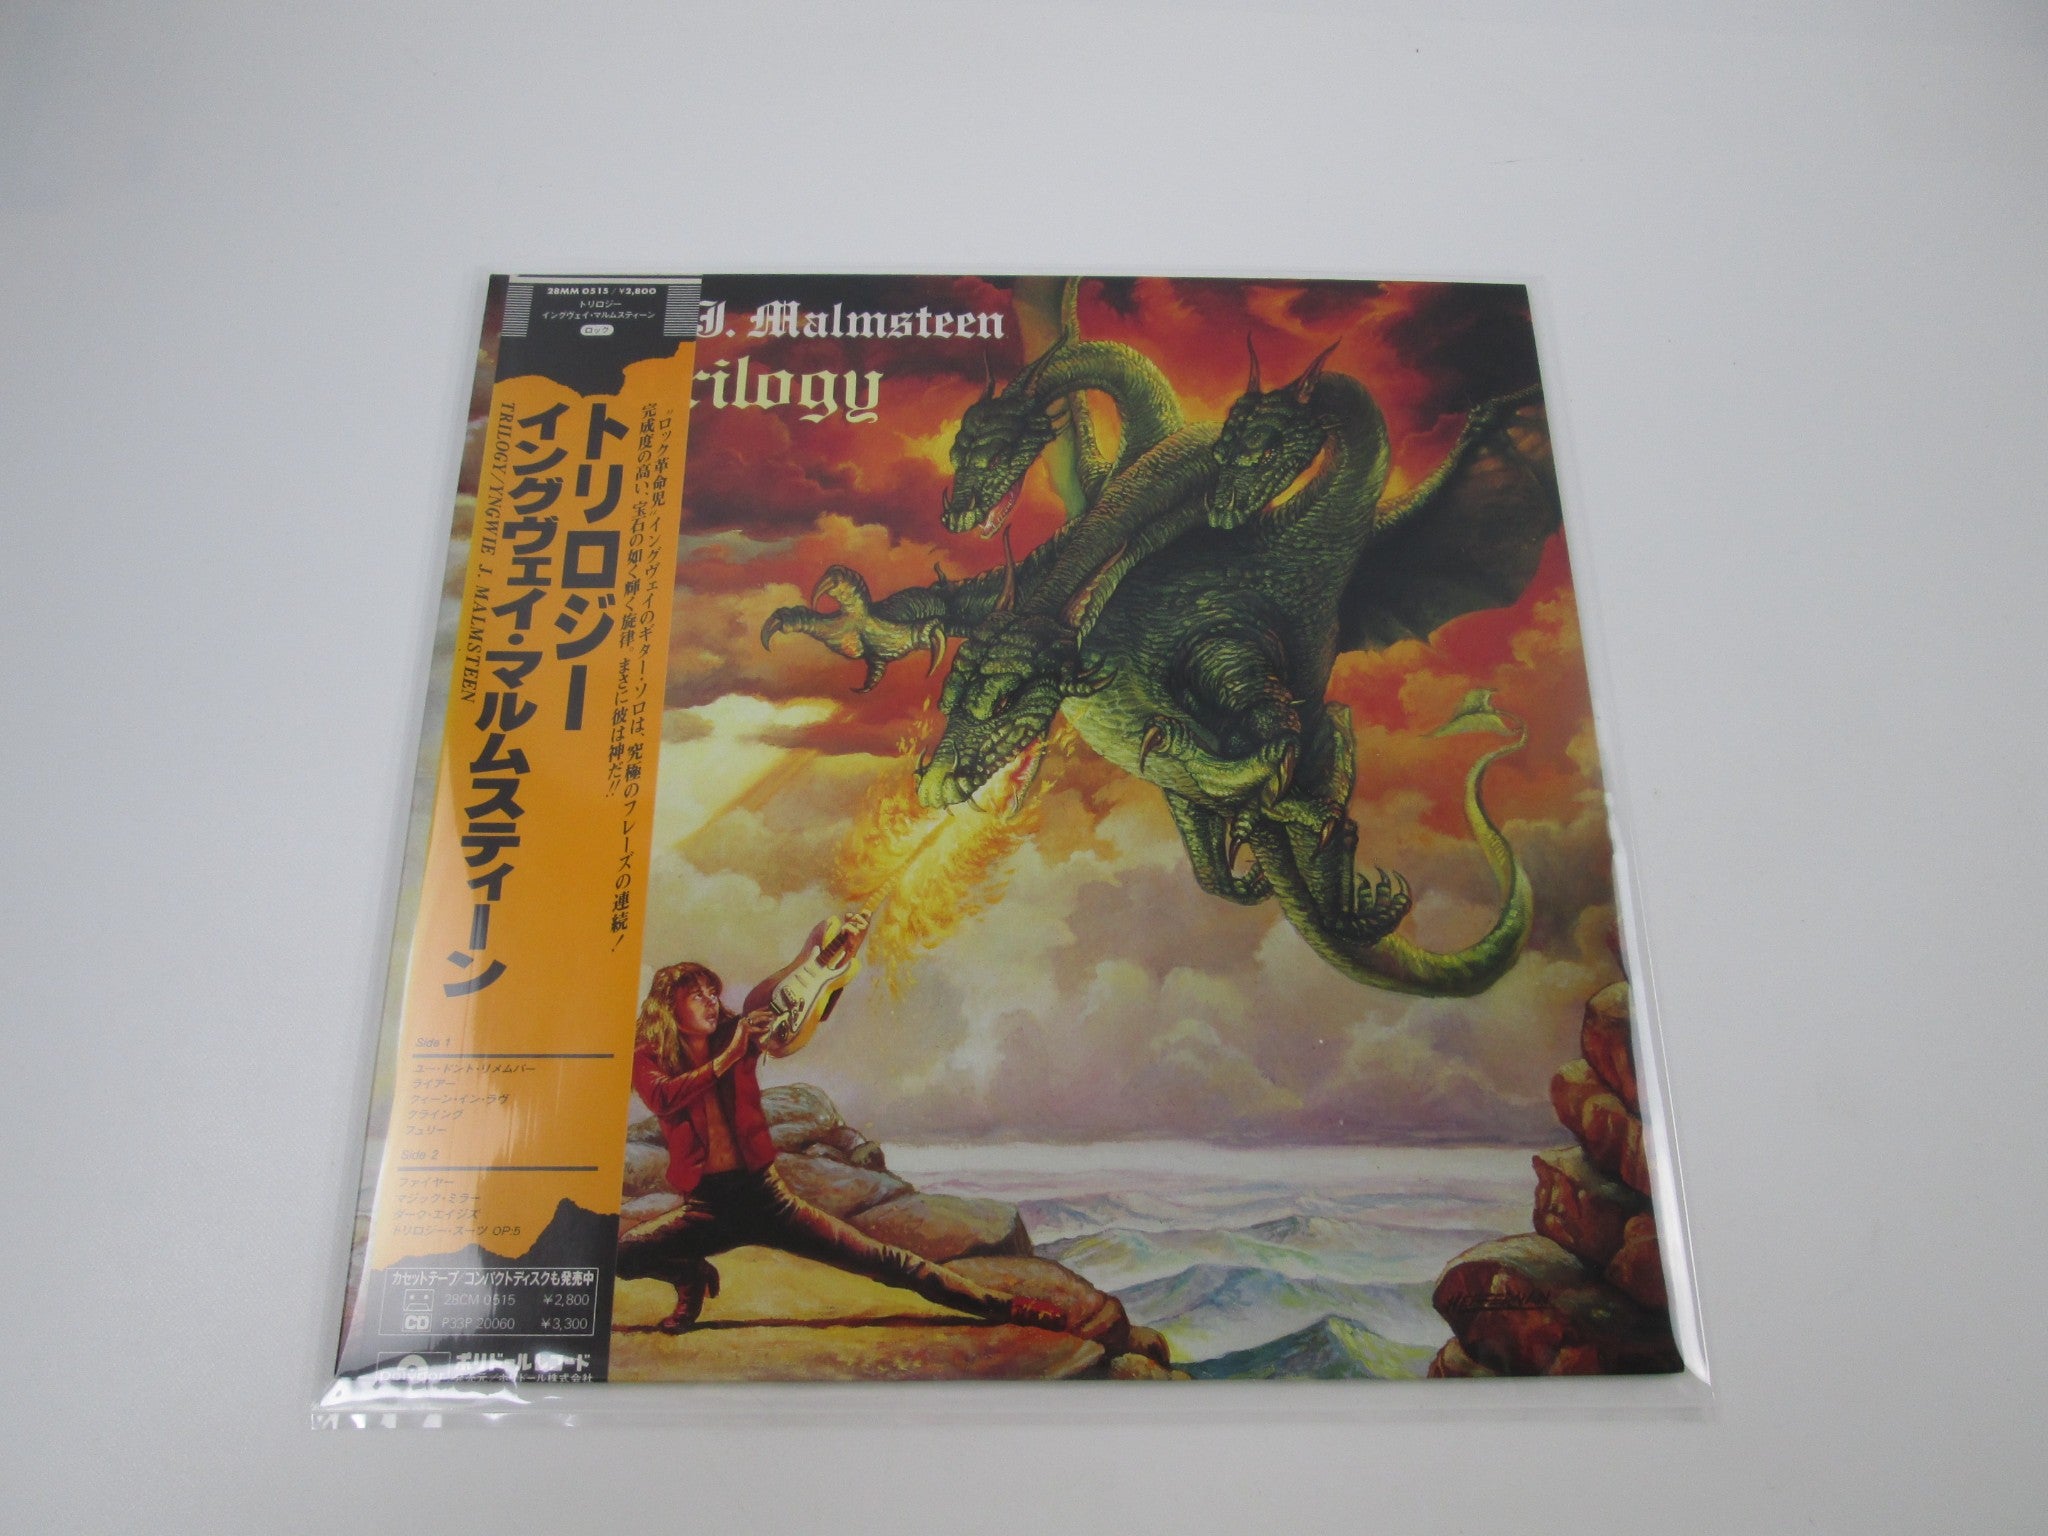 28MM 0515／¥2,800
トリロジー
イングヴェイ・マルムスティーン
ロック
J. Malmsteen
rilogy
トリロジー
イングヴェイ・マルムスティーン
TRILOGY/YNGWIE J. MALMSTEEN
"ロック革命児"イングヴェイのギター・ソロは、究極のフレーズの連続！
完成度の高い、宝石の如く輝く旋律。まさに彼は神だ!!
Side 1
ユー・ドント・リメムバー
ライアー
クィーン・イン・ラヴ
クライング
フュリー
Side 2
ファイヤー
マジック・ミラー
ダーク・エイジズ
トリロジー・スーツ OP:5
カセットテープ/コンパクトディスクも発売中
28CM 0515 ¥2,800
CD P33P 20060 ¥3,300
Polydor
ポリドールレコード